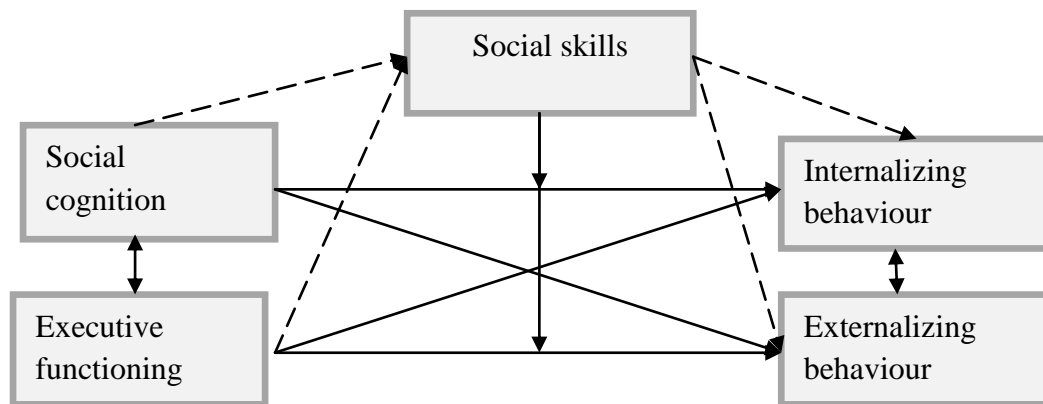 Social skills
Social
cognition
Internalizing
behaviour
Executive
functioning
Externalizing
behaviour